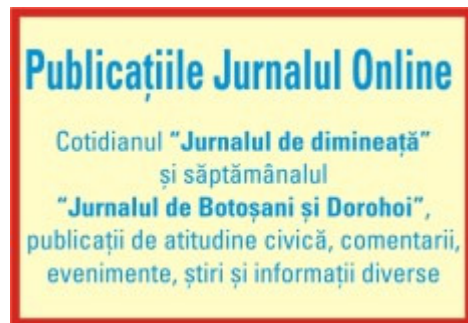 Publicațiile Jurnalul Online
Cotidianul "Jurnalul de dimineață"
și săptămânalul
"Jurnalul de Botoșani și Dorohoi",
publicații de atitudine civică, comentarii,
evenimente, știri și informații diverse